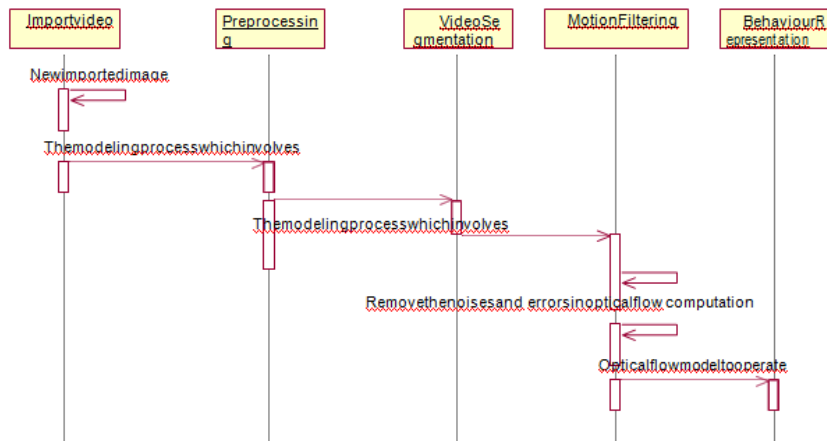 Importvideo
Preprocessin
g
VideoSe
gmentation
MotionFiltering
BehaviourR
epresentation
Newimportedimage
Themodelingprocesswhichinvolves
Themodelingprocesswhichinvolves
Removethenoisesand errorsinopticalflow computation
Opticalflowmodeltooperate